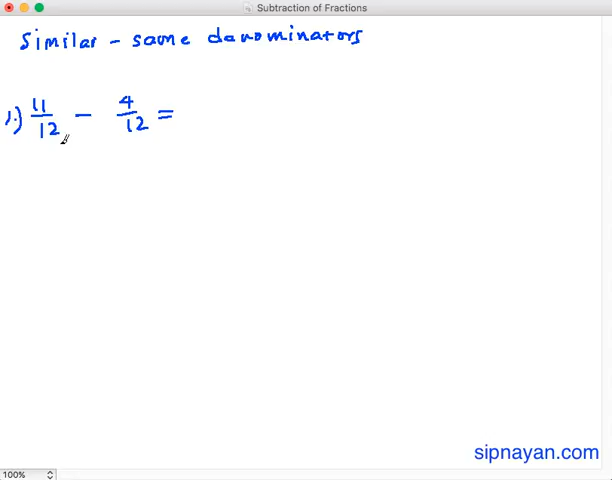 Subtraction of Fractions
Similar - same denominators
1.) 11/12 - 4/12 =
sipnayan.com
100%